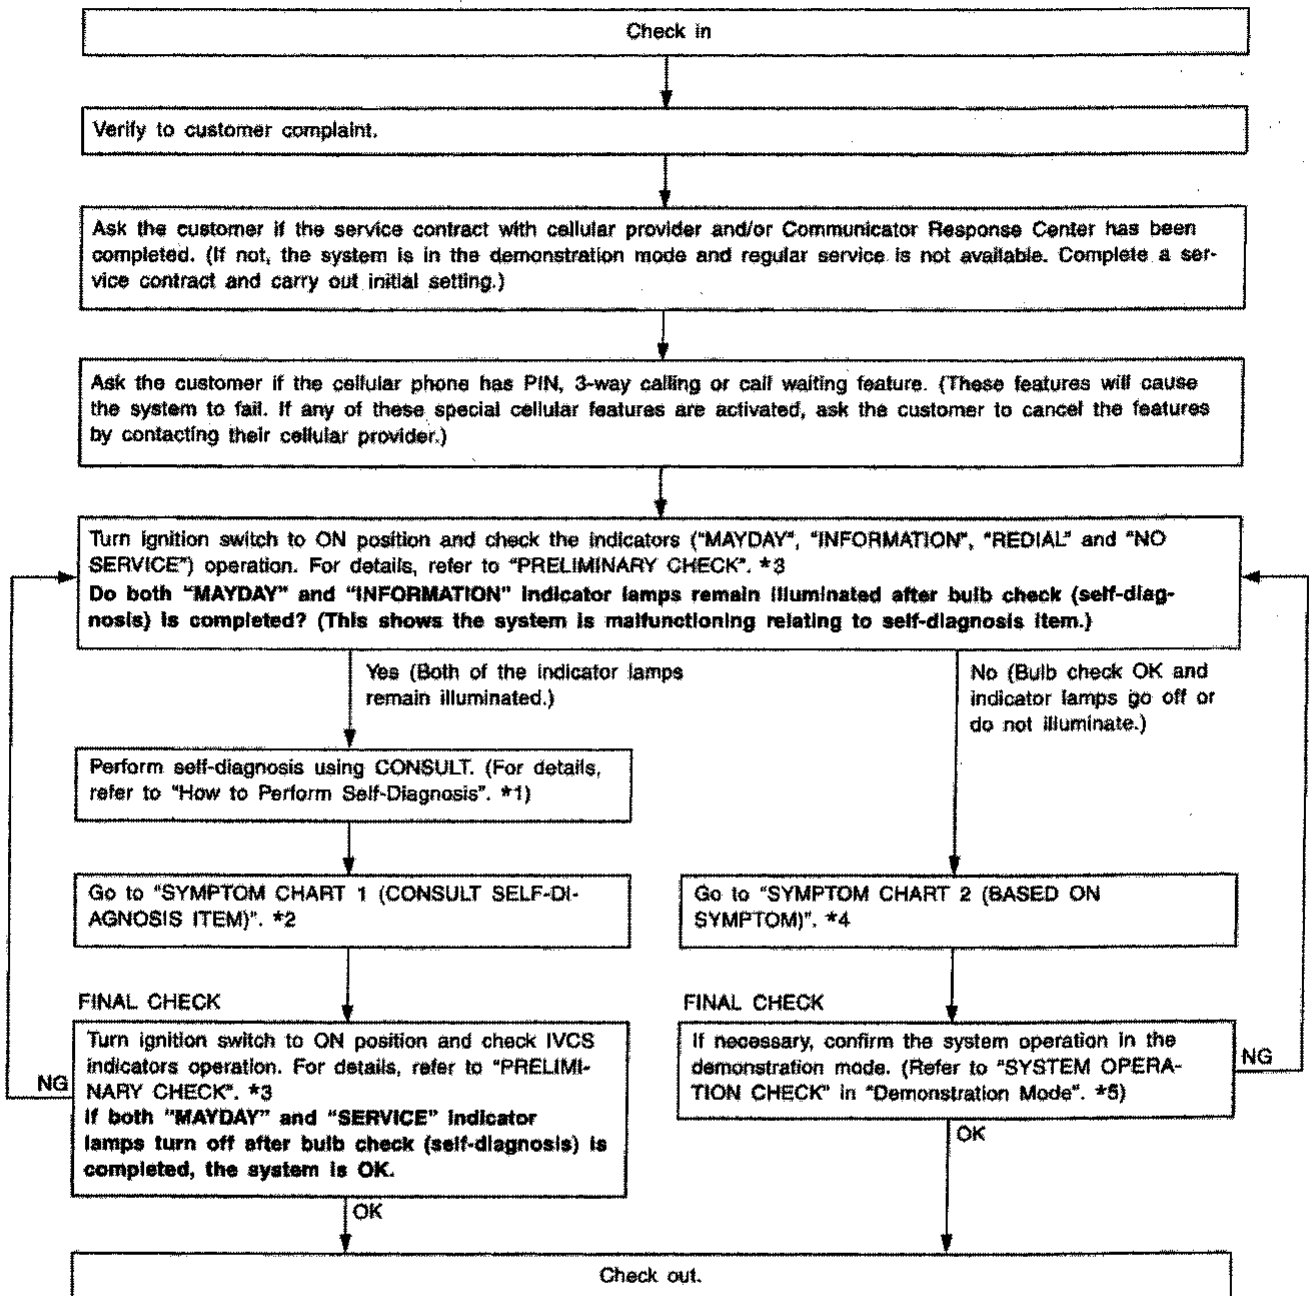 Check in
Verify to customer complaint.
Ask the customer if the service contract with cellular provider and/or Communicator Response Center has been
completed. (If not, the system is in the demonstration mode and regular service is not available. Complete a ser-
vice contract and carry out initial setting.)
Ask the customer if the cellular phone has PIN, 3-way calling or call waiting feature. (These features will cause
the system to fail. If any of these special cellular features are activated, ask the customer to cancel the features
by contacting their cellular provider.)
Turn ignition switch to ON position and check the indicators ("MAYDAY", "INFORMATION", "REDIAL" and "NO
SERVICE") operation. For details, refer to "PRELIMINARY CHECK". *3
Do both "MAYDAY" and "INFORMATION" indicator lamps remain illuminated after bulb check (self-diag-
nosis) is completed? (This shows the system is malfunctioning relating to self-diagnosis item.)
Yes (Both of the indicator lamps
remain illuminated.)
No (Bulb check OK and
indicator lamps go off or
do not illuminate.)
Perform self-diagnosis using CONSULT. (For details,
refer to "How to Perform Self-Diagnosis". *1)
Go to "SYMPTOM CHART 1 (CONSULT SELF-DI-
AGNOSIS ITEM)". *2
Go to "SYMPTOM CHART 2 (BASED ON
SYMPTOM)". *4
FINAL CHECK
Turn ignition switch to ON position and check IVCS
indicators operation. For details, refer to "PRELIMI-
NARY CHECK". *3
If both "MAYDAY" and "SERVICE" indicator
lamps turn off after bulb check (self-diagnosis) is
completed, the system is OK.
NG
OK
FINAL CHECK
If necessary, confirm the system operation in the
demonstration mode. (Refer to "SYSTEM OPERA-
TION CHECK" in "Demonstration Mode". *5)
NG
OK
Check out.